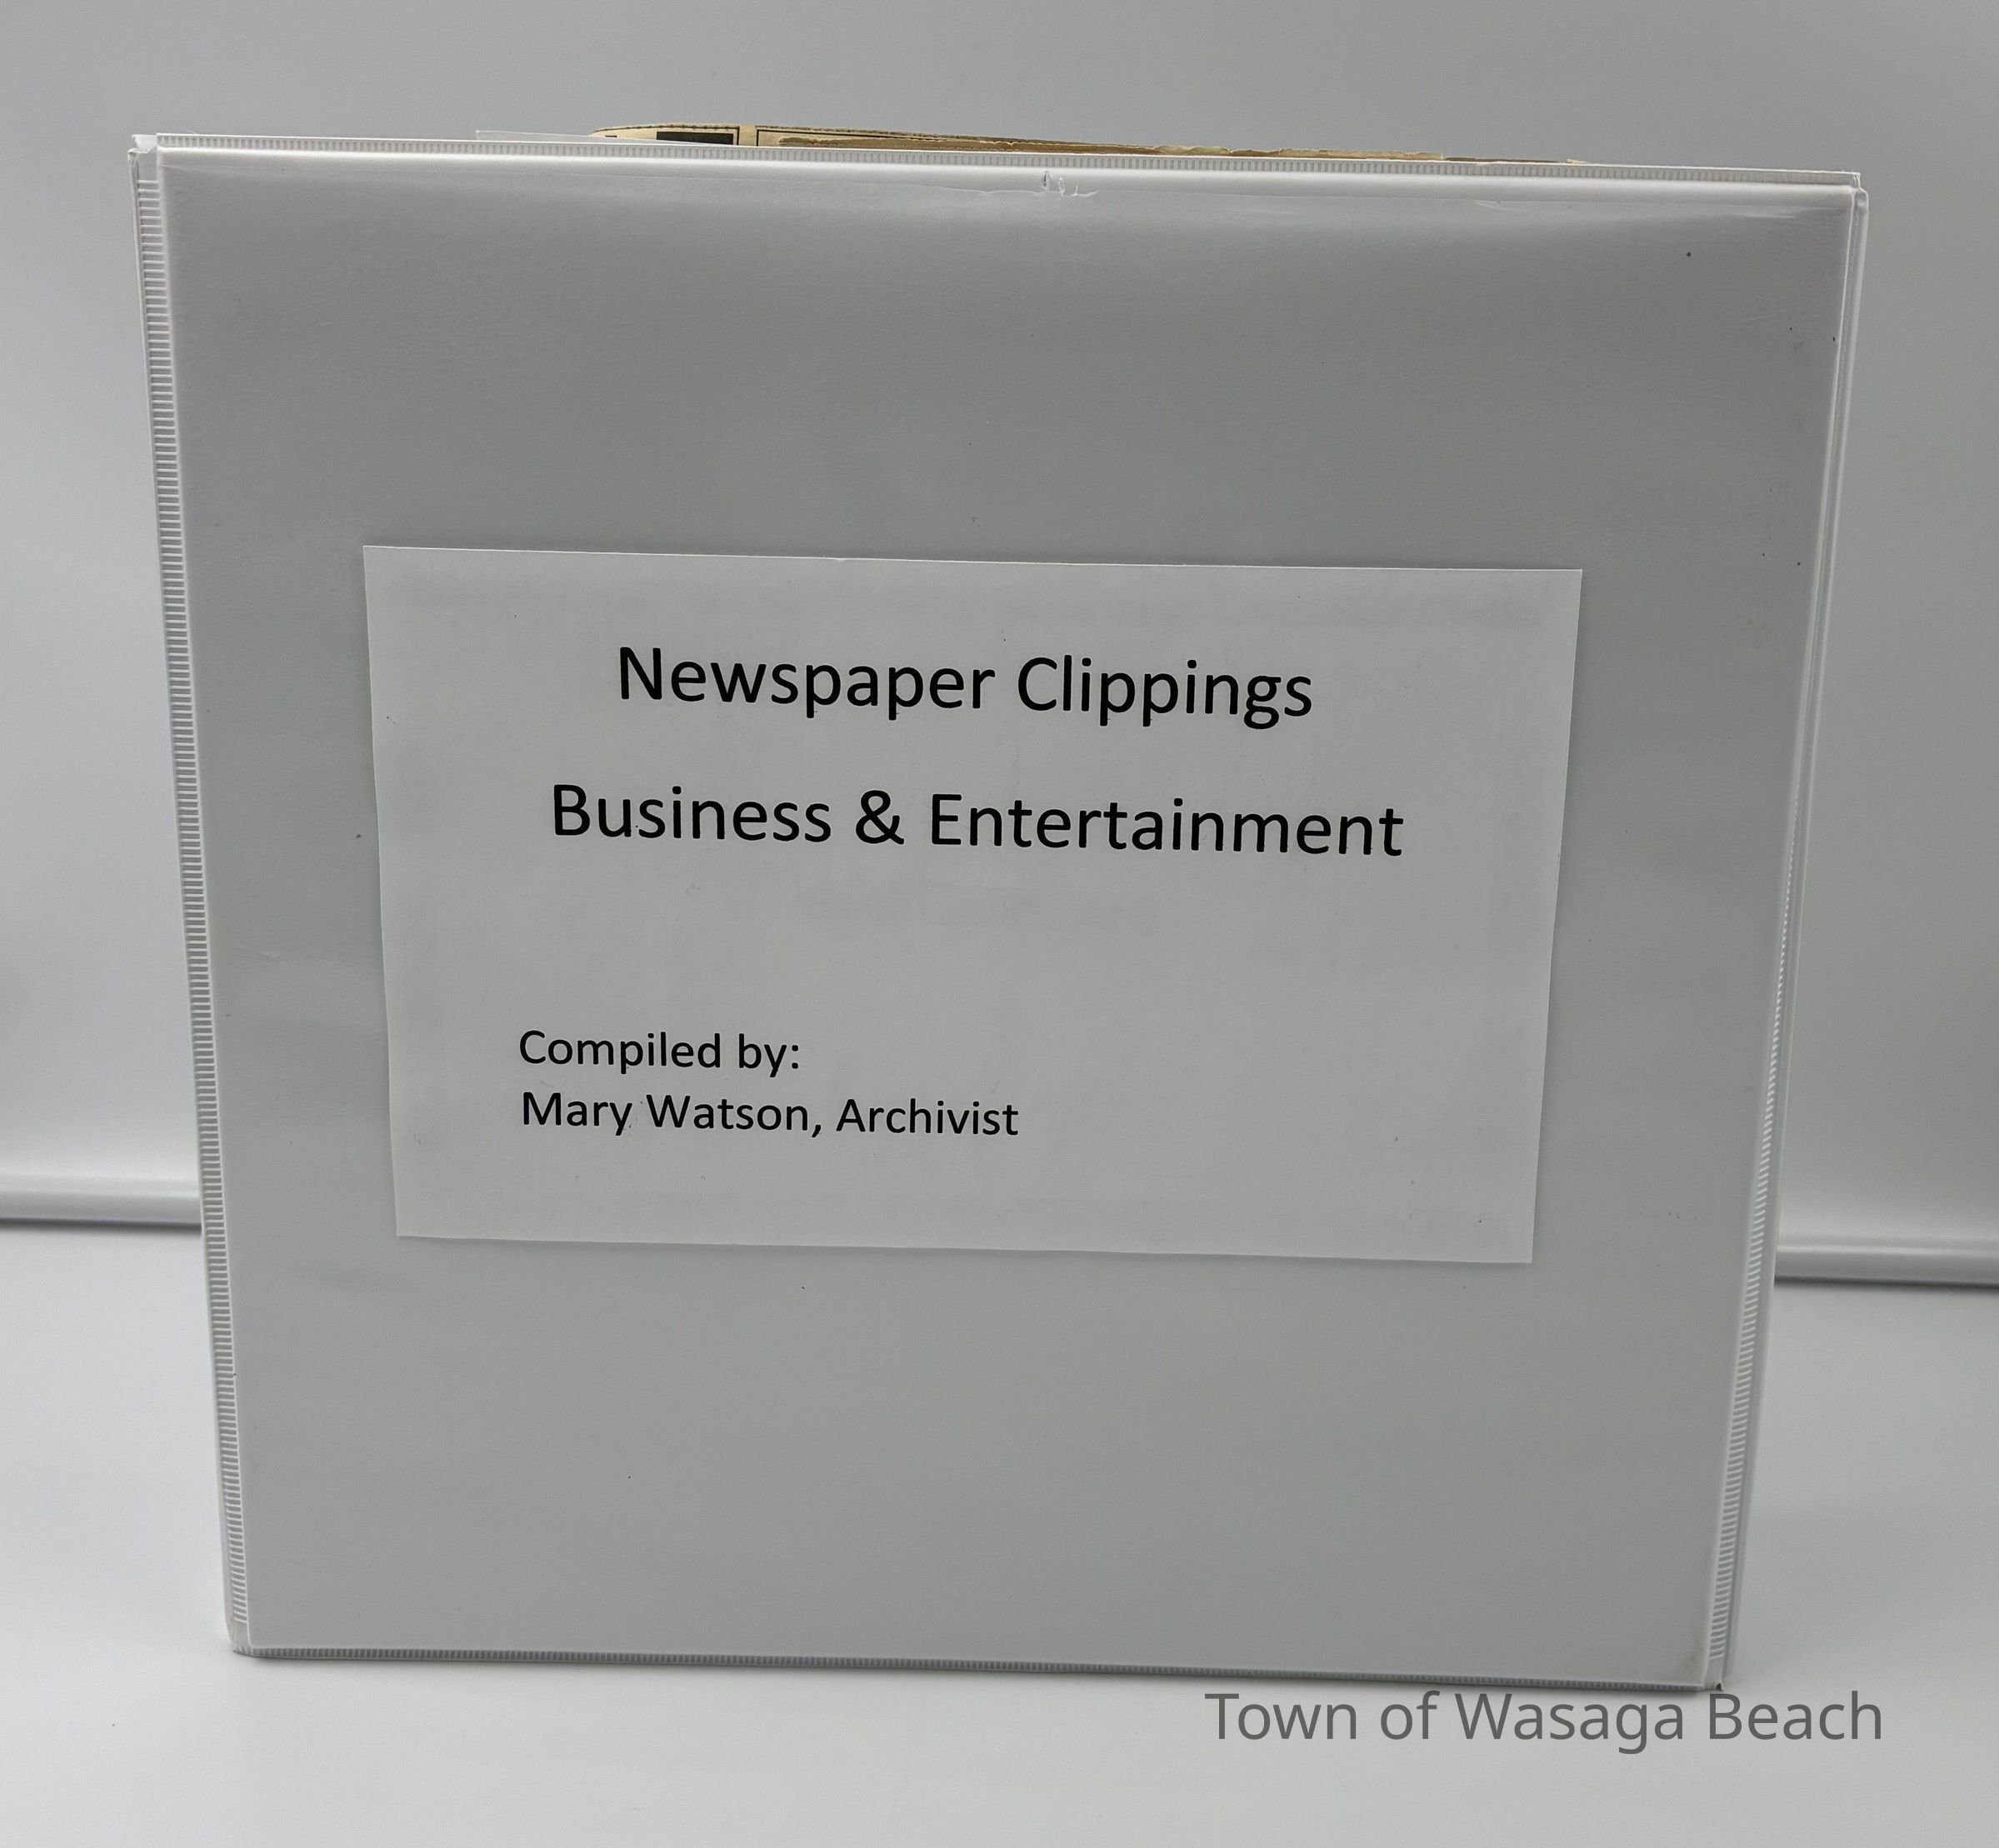 Newspaper Clippings
Business & Entertainment
Compiled by:
Mary Watson, Archivist
Town of Wasaga Beach